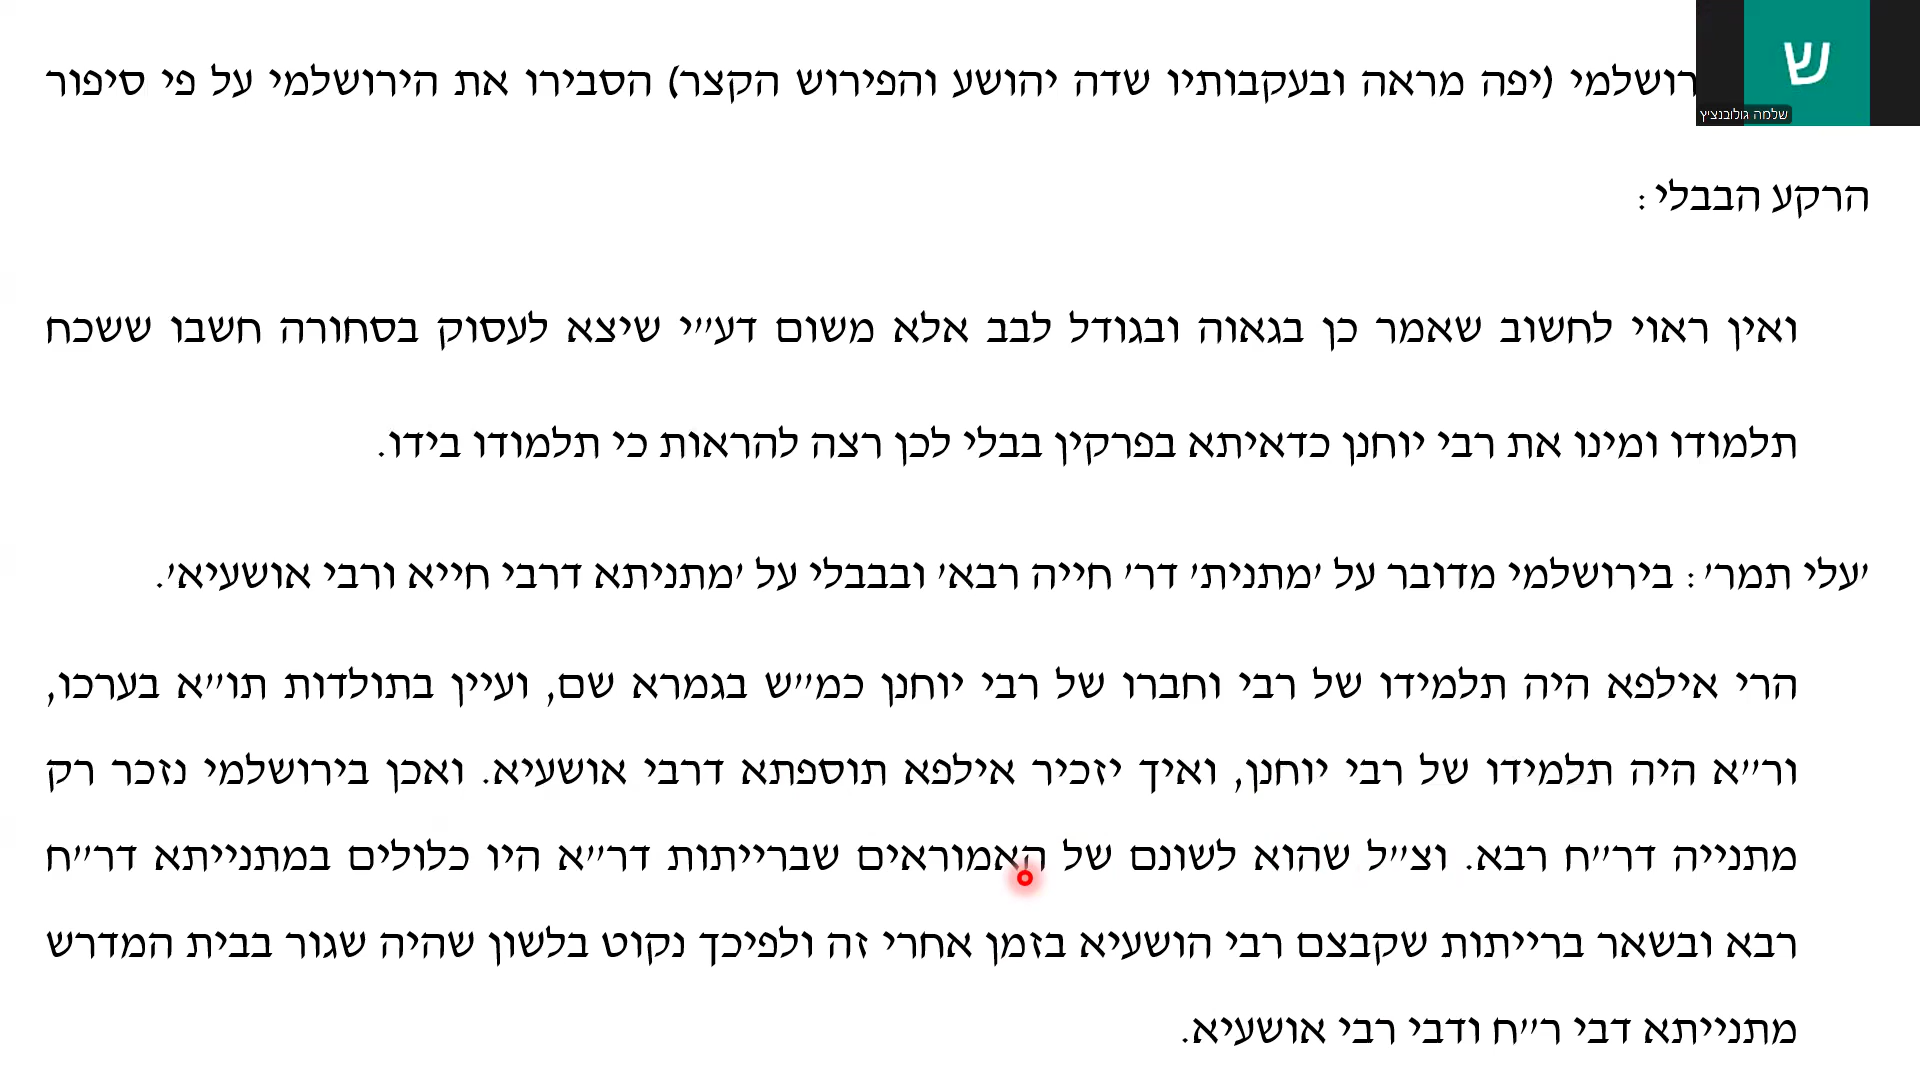 רושלמי (יפה מראה ובעקבותיו שדה יהושע והפירוש הקצר) הסבירו את הירושלמי על פי סיפור
ש
שלמה גולובנציץ
הרקע הבבלי:
ואין ראוי לחשוב שאמר כן בגאוה ובגודל לבב אלא משום דע״י שיצא לעסוק בסחורה חשבו ששכח
תלמודו ומינו את רבי יוחנן כדאיתא בפרקין בבלי לכן רצה להראות כי תלמודו בידו.
'עלי תמר': בירושלמי מדובר על 'מתנית' דר' חייה רבא' ובבבלי על 'מתניתא דרבי חייא ורבי אושעיא'.
הרי אילפא היה תלמידו של רבי וחברו של רבי יוחנן כמ״ש בגמרא שם, ועיין בתולדות תו״א בערכו,
ור״א היה תלמידו של רבי יוחנן, ואיך יזכיר אילפא תוספתא דרבי אושעיא. ואכן בירושלמי נזכר רק
מתנייה דר״ח רבא. וצ״ל שהוא לשונם של האמוראים שברייתות דר״א היו כלולים במתנייתא דר״ח
רבא ובשאר ברייתות שקבצם רבי הושעיא בזמן אחרי זה ולפיכך נקוט בלשון שהיה שגור בבית המדרש
מתנייתא דבי ר״ח ודבי רבי אושעיא.